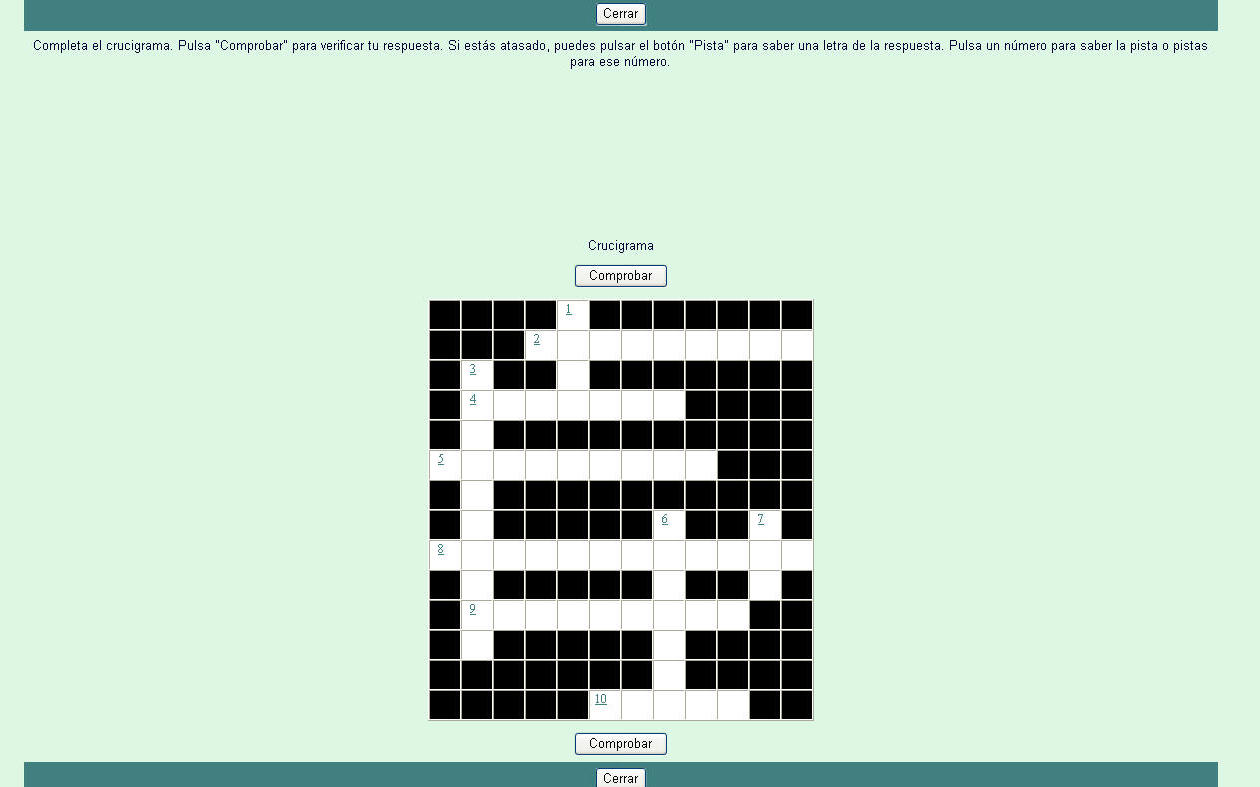 Cerrar
Completa el crucigrama. Pulsa "Comprobar" para verificar tu respuesta. Si estás atasado, puedes pulsar el botón "Pista" para saber una letra de la respuesta. Pulsa un número para saber la pista o pistas
para ese número.
Crucigrama
Comprobar
1
2
3
4
5
6 7
8
9
10
Comprobar
Cerrar